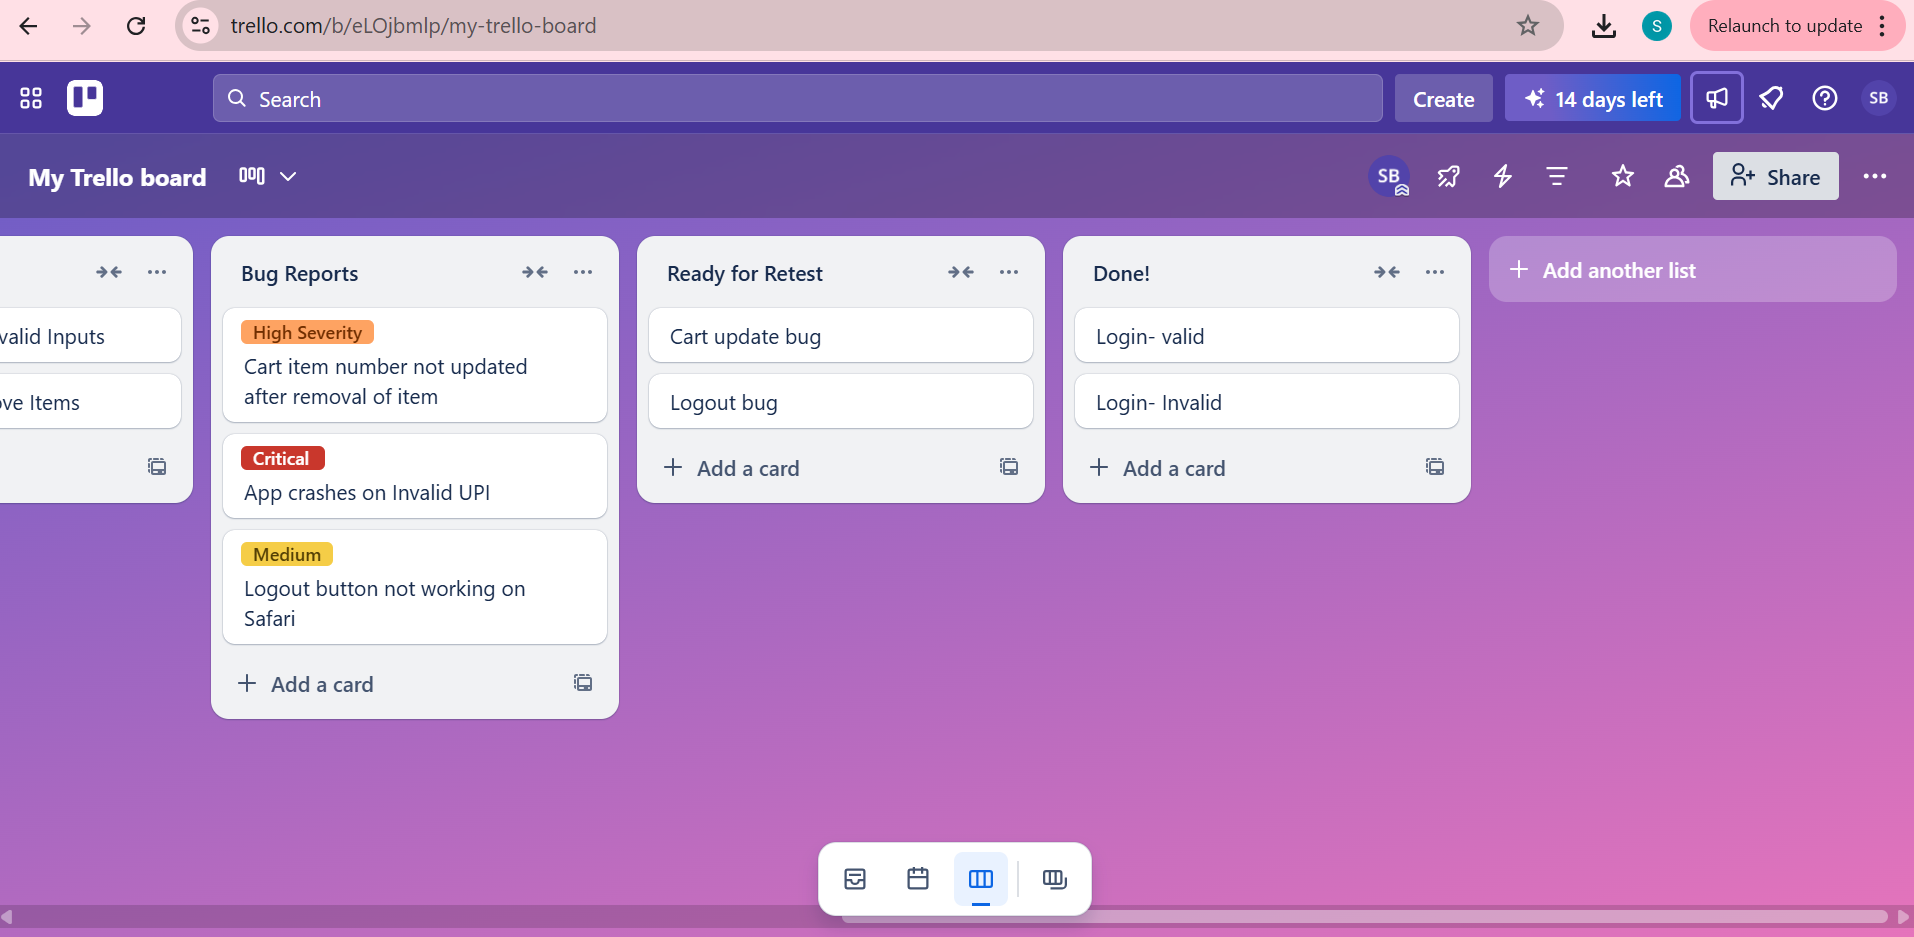 trello.com/b/eLOjbmlp/my-trello-board
S
Relaunch to update
Search
Create
14 days left
SB
My Trello board
SB
Share
valid Inputs
ve Items
Bug Reports
High Severity
Cart item number not updated
after removal of item
Critical
App crashes on Invalid UPI
Medium
Logout button not working on
Safari
+ Add a card
Ready for Retest
Cart update bug
Logout bug
+ Add a card
Done!
Login- valid
Login- Invalid
+ Add a card
+ Add another list